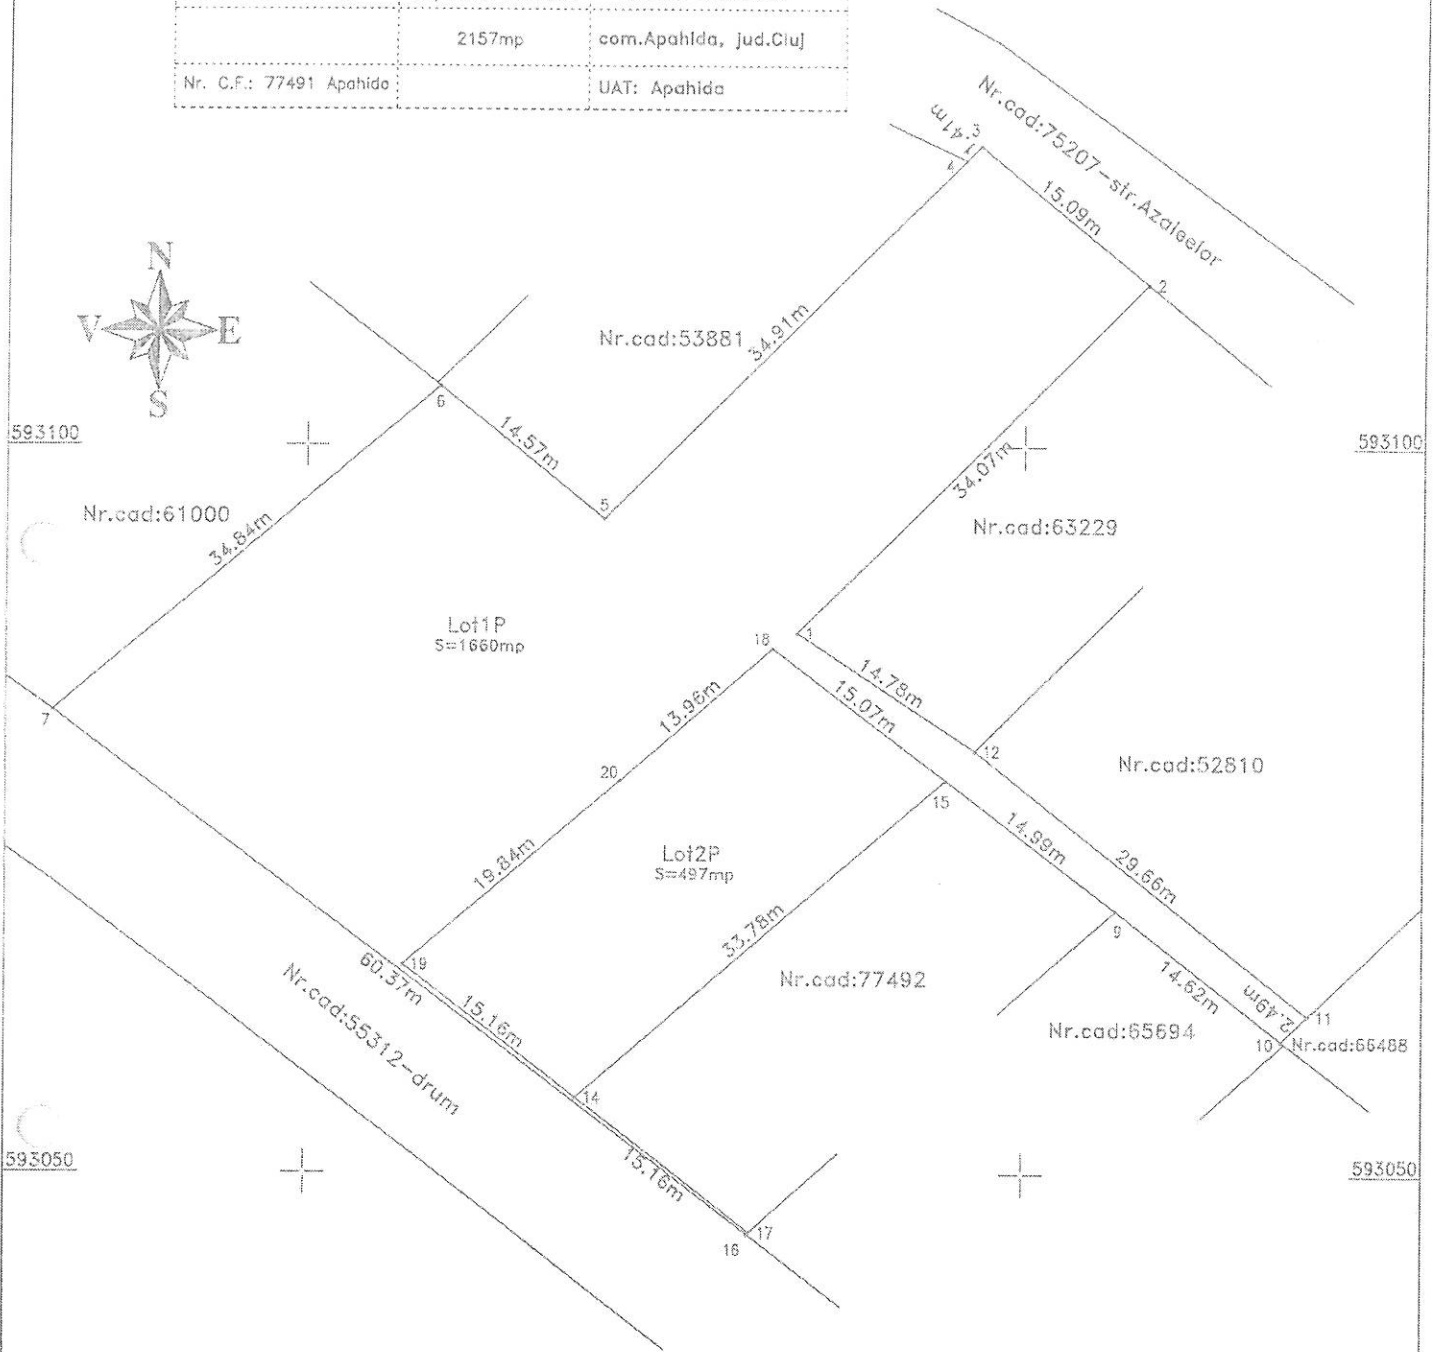 2157mp
com.Apahida, jud.Cluj
Nr. C.F.: 77491 Apahida
UAT: Apahida
Nr.cad:75207-str.Azaleelor
1.41m
3
4
15.09m
2
N
V
E
S
Nr.cad:53881
34.91m
6
14.57m
593100
593100
5
34.07m
Nr.cad:61000
34.84m
Nr.cad:63229
Lot1P
S=1660mp
18
1
14.78m
15.07m
7
13.96m
12
Nr.cad:52810
20
15
14.99m
19.84m
Lot2P
S=497mp
29.66m
33.78m
9
19
60.37m
Nr.cad:77492
14.62m
2.49m
15.16m
Nr.cad:55312-drum
Nr.cad:65694
11
10
Nr.cad:66488
14
593050
593050
15.16m
17
16